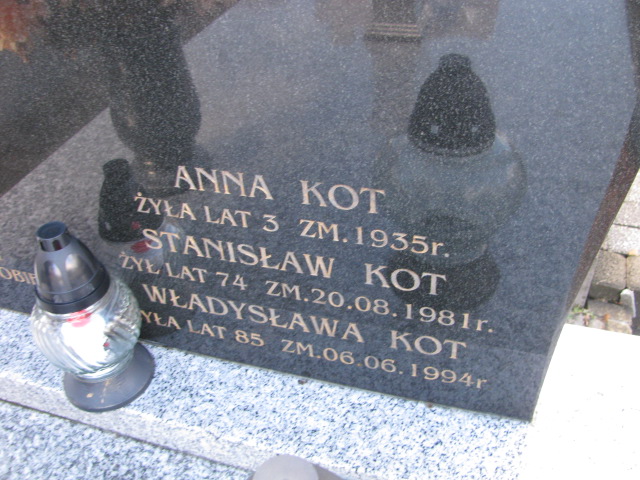 ANNA KOT
ŻYŁA LAT 3 ZM.1935r.
STANISŁAW KOT
ŻYŁ LAT 74 ZM.20.08.1981r.
WŁADYSŁAWA KOT
ŻYŁA LAT 85 ZM.06.06.1994r